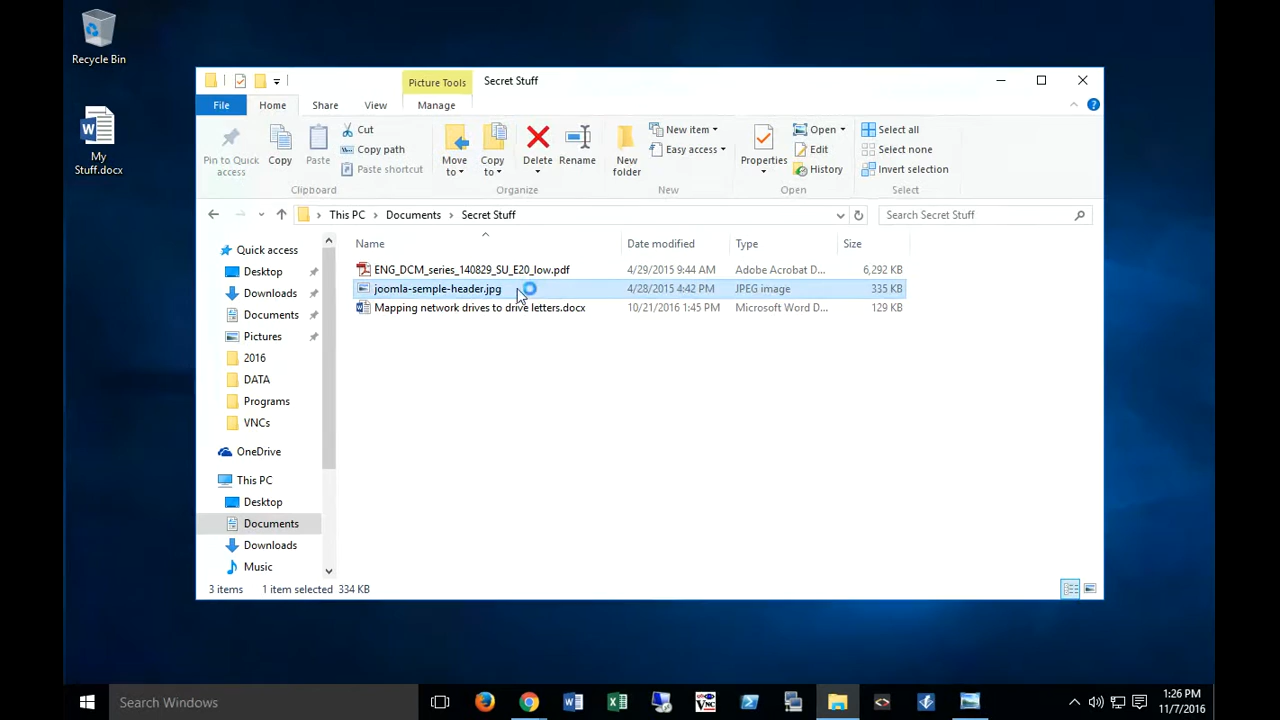 Recycle Bin
My
Stuff.docx
Picture Tools
Secret Stuff
File
Home
Share
View
Manage
Pin to Quick
access
Copy
Paste
Cut
Copy path
Paste shortcut
Clipboard
Move
to
Copy
to
Delete
Rename
Organize
New
folder
New item
Easy access
New
Properties
Open
Edit
History
Open
Select all
Select none
Invert selection
Select
This PC
Documents
Secret Stuff
Search Secret Stuff
Name
Date modified
Type
Size
ENG_DCM_series_140829_SU_E20_low.pdf 4/29/2015 9:44 AM Adobe Acrobat D... 6,292 KB
joomla-semple-header.jpg 4/28/2015 4:42 PM JPEG image 335 KB
Mapping network drives to drive letters.docx 10/21/2016 1:45 PM Microsoft Word D... 129 KB
Quick access
Desktop
Downloads
Documents
Pictures
2016
DATA
Programs
VNCs
OneDrive
This PC
Desktop
Documents
Downloads
Music
3 items 1 item selected 334 KB
Search Windows
1:26 PM
11/7/2016